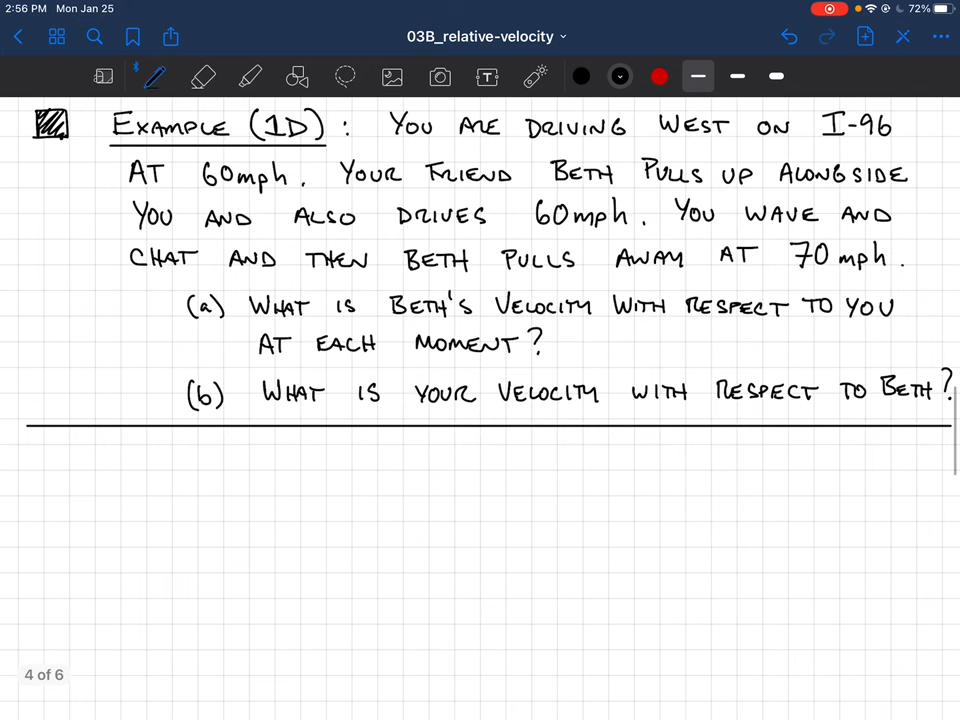 2:56 PM Mon Jan 25
72%
03B_relative-velocity
T
EXAMPLE (1D) : YOU ARE DRIVING WEST ON I-96
AT 60mph. YOUR FRIEND BETH PULLS UP ALONGSIDE
YOU AND ALSO DRIVES 60mph. YOU WAVE AND
CHAT AND THEN BETH PULLS AWAY AT 70mph.
(a) WHAT IS BETH'S VELOCITY WITH RESPECT TO YOU
AT EACH MOMENT?
(b) WHAT IS YOUR VELOCITY WITH RESPECT TO BETH?
4 of 6